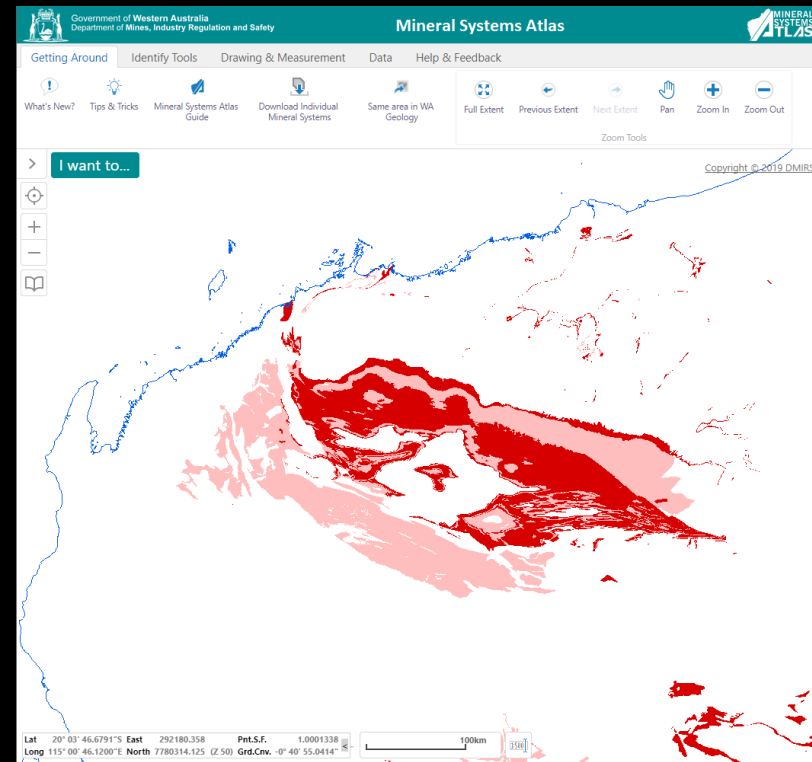 Government of Western Australia
Department of Mines, Industry Regulation and Safety
Mineral Systems Atlas
MINERAL
SYSTEMS
ATLAS
Getting Around Identify Tools Drawing & Measurement Data Help & Feedback
What's New? Tips & Tricks Mineral Systems Atlas Guide Download Individual Mineral Systems Same area in WA Geology Full Extent Previous Extent Next Extent Pan Zoom In Zoom Out
Zoom Tools
I want to...
Copyright © 2019 DMIRS
Lat 20° 03' 46.6791"S East 292180.358 Pnt.S.F. 1.0001338
Long 115° 00' 46.1200"E North 7780314.125 (Z 50) Grd.Cnv. -0° 40' 55.0414"
100km